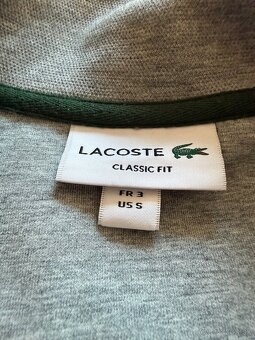 LACOSTE
CLASSIC FIT
FR 3
US S